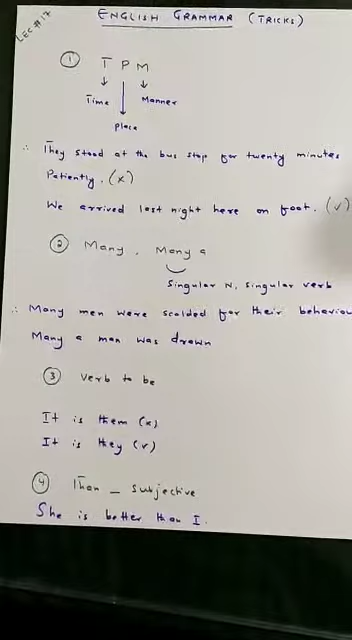 LEC # 17
ENGLISH GRAMMAR (TRICKS)
① T P M
Time Manner
Place
∴ They stood at the bus stop for twenty minutes
Patiently. (x)
We arrived last night here on foot. (✓)
② Many, Many a
Singular N, singular verb
∴ Many men were scolded for their behaviou
Many a man was drown
③ Verb to be
It is them (x)
It is they (✓)
④ Than _ subjective
She is better than I.